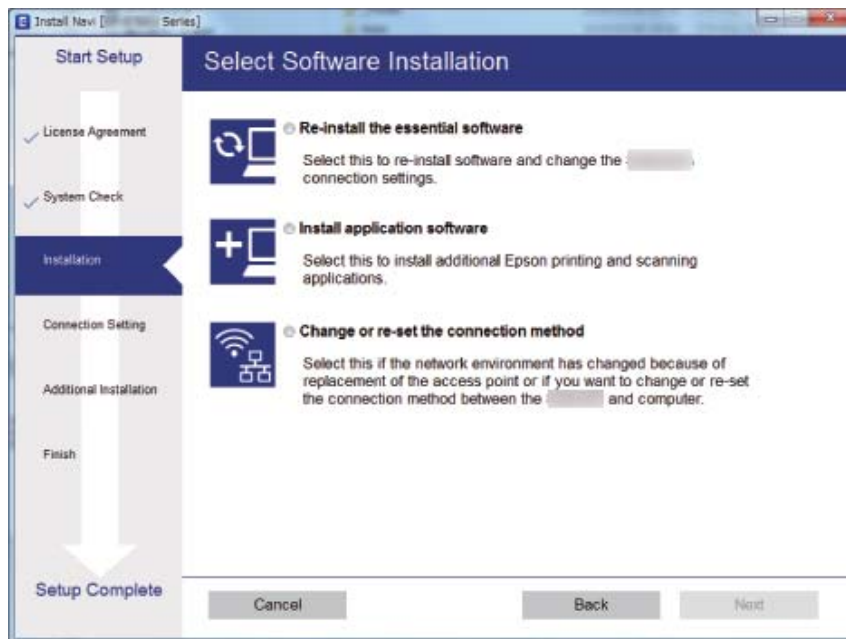 Install Navi [ Series]
Start Setup
Select Software Installation
License Agreement
System Check
Installation
Connection Setting
Additional Installation
Finish
Setup Complete
Re-install the essential software
Select this to re-install software and change the
connection settings.
Install application software
Select this to install additional Epson printing and scanning
applications.
Change or re-set the connection method
Select this if the network environment has changed because of
replacement of the access point or if you want to change or re-set
the connection method between the and computer.
Cancel
Back
Next